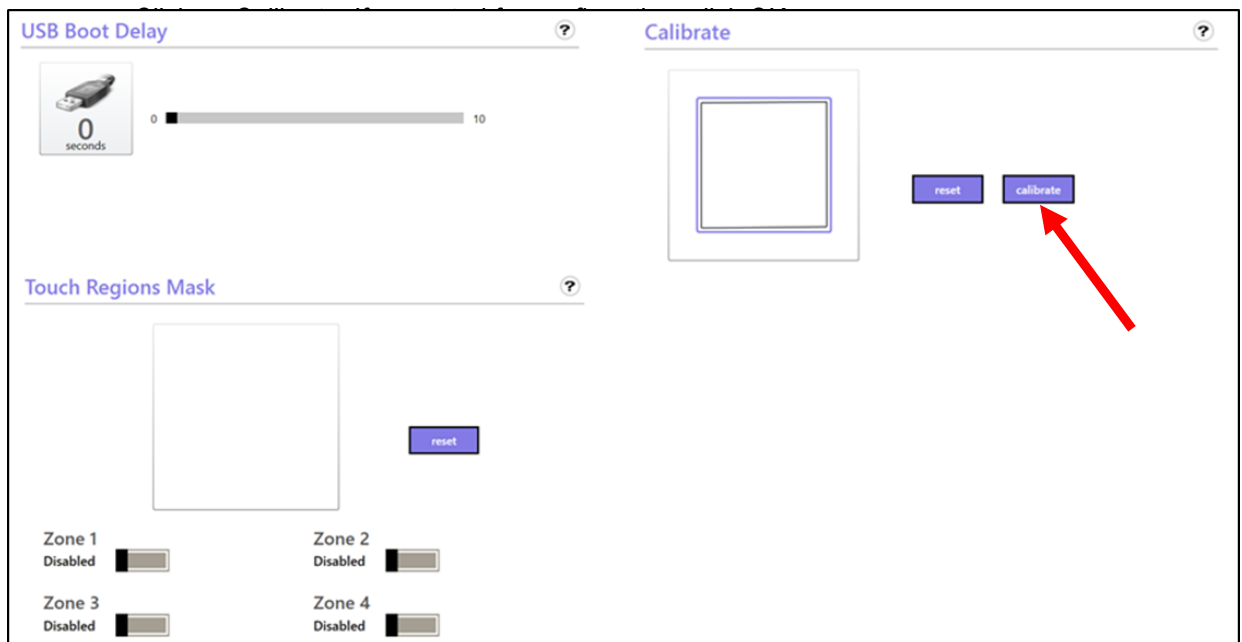 USB Boot Delay ?
0
seconds
0 10
Calibrate ?
reset calibrate
Touch Regions Mask ?
reset
Zone 1
Disabled
Zone 2
Disabled
Zone 3
Disabled
Zone 4
Disabled